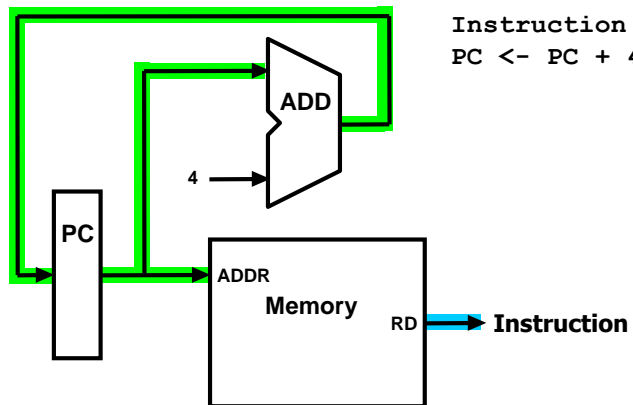 Instruction
PC <- PC + 4
ADD
4
PC
ADDR
Memory
RD
Instruction